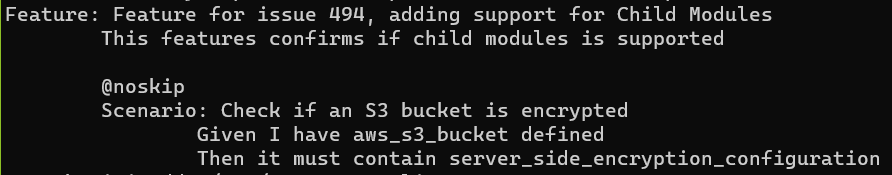 Feature: Feature for issue 494, adding support for Child Modules
This features confirms if child modules is supported
@noskip
Scenario: Check if an S3 bucket is encrypted
Given I have aws_s3_bucket defined
Then it must contain server_side_encryption_configuration